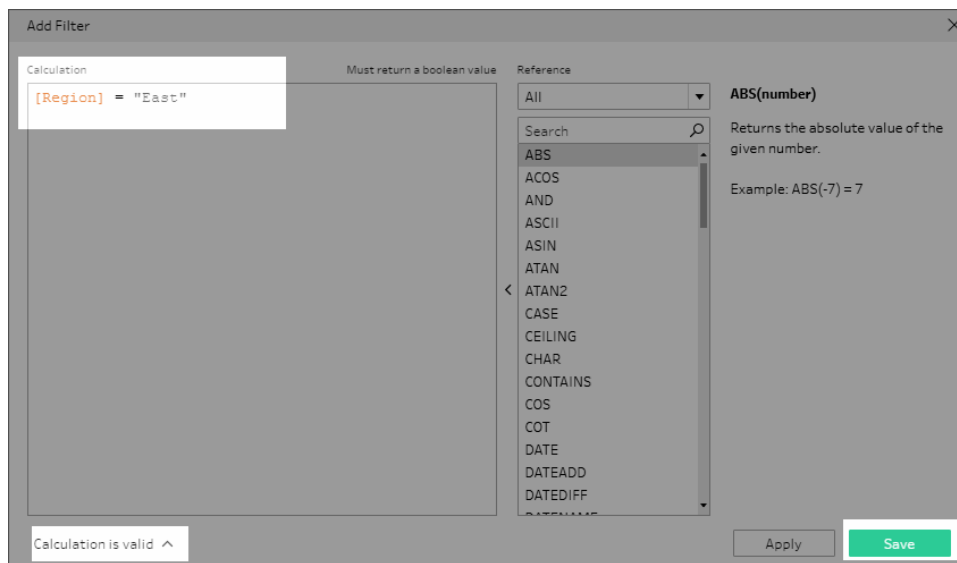 Add Filter
Calculation
Must return a boolean value
[Region] = "East"
Calculation is valid
Reference
All
Search
ABS
ACOS
AND
ASCII
ASIN
ATAN
ATAN2
CASE
CEILING
CHAR
CONTAINS
COS
COT
DATE
DATEADD
DATEDIFF
DATENAME
ABS(number)
Returns the absolute value of the
given number.
Example: ABS(-7) = 7
Apply
Save